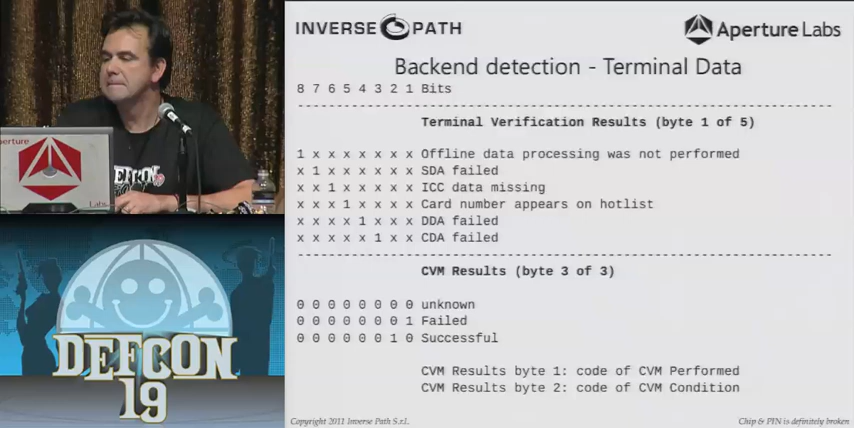 INVERSE PATH
Aperture Labs
Backend detection - Terminal Data
8 7 6 5 4 3 2 1 Bits
--------------------------------------------------------------------
Terminal Verification Results (byte 1 of 5)
1 x x x x x x x Offline data processing was not performed
x 1 x x x x x x SDA failed
x x 1 x x x x x ICC data missing
x x x 1 x x x x Card number appears on hotlist
x x x x 1 x x x DDA failed
x x x x x 1 x x CDA failed
--------------------------------------------------------------------
CVM Results (byte 3 of 3)
0 0 0 0 0 0 0 0 unknown
0 0 0 0 0 0 0 1 Failed
0 0 0 0 0 0 1 0 Successful
CVM Results byte 1: code of CVM Performed
CVM Results byte 2: code of CVM Condition
Copyright 2011 Inverse Path S.r.l.
Chip & PIN is definitely broken
Aperture
Labs
DEFCON
DEFCON
19